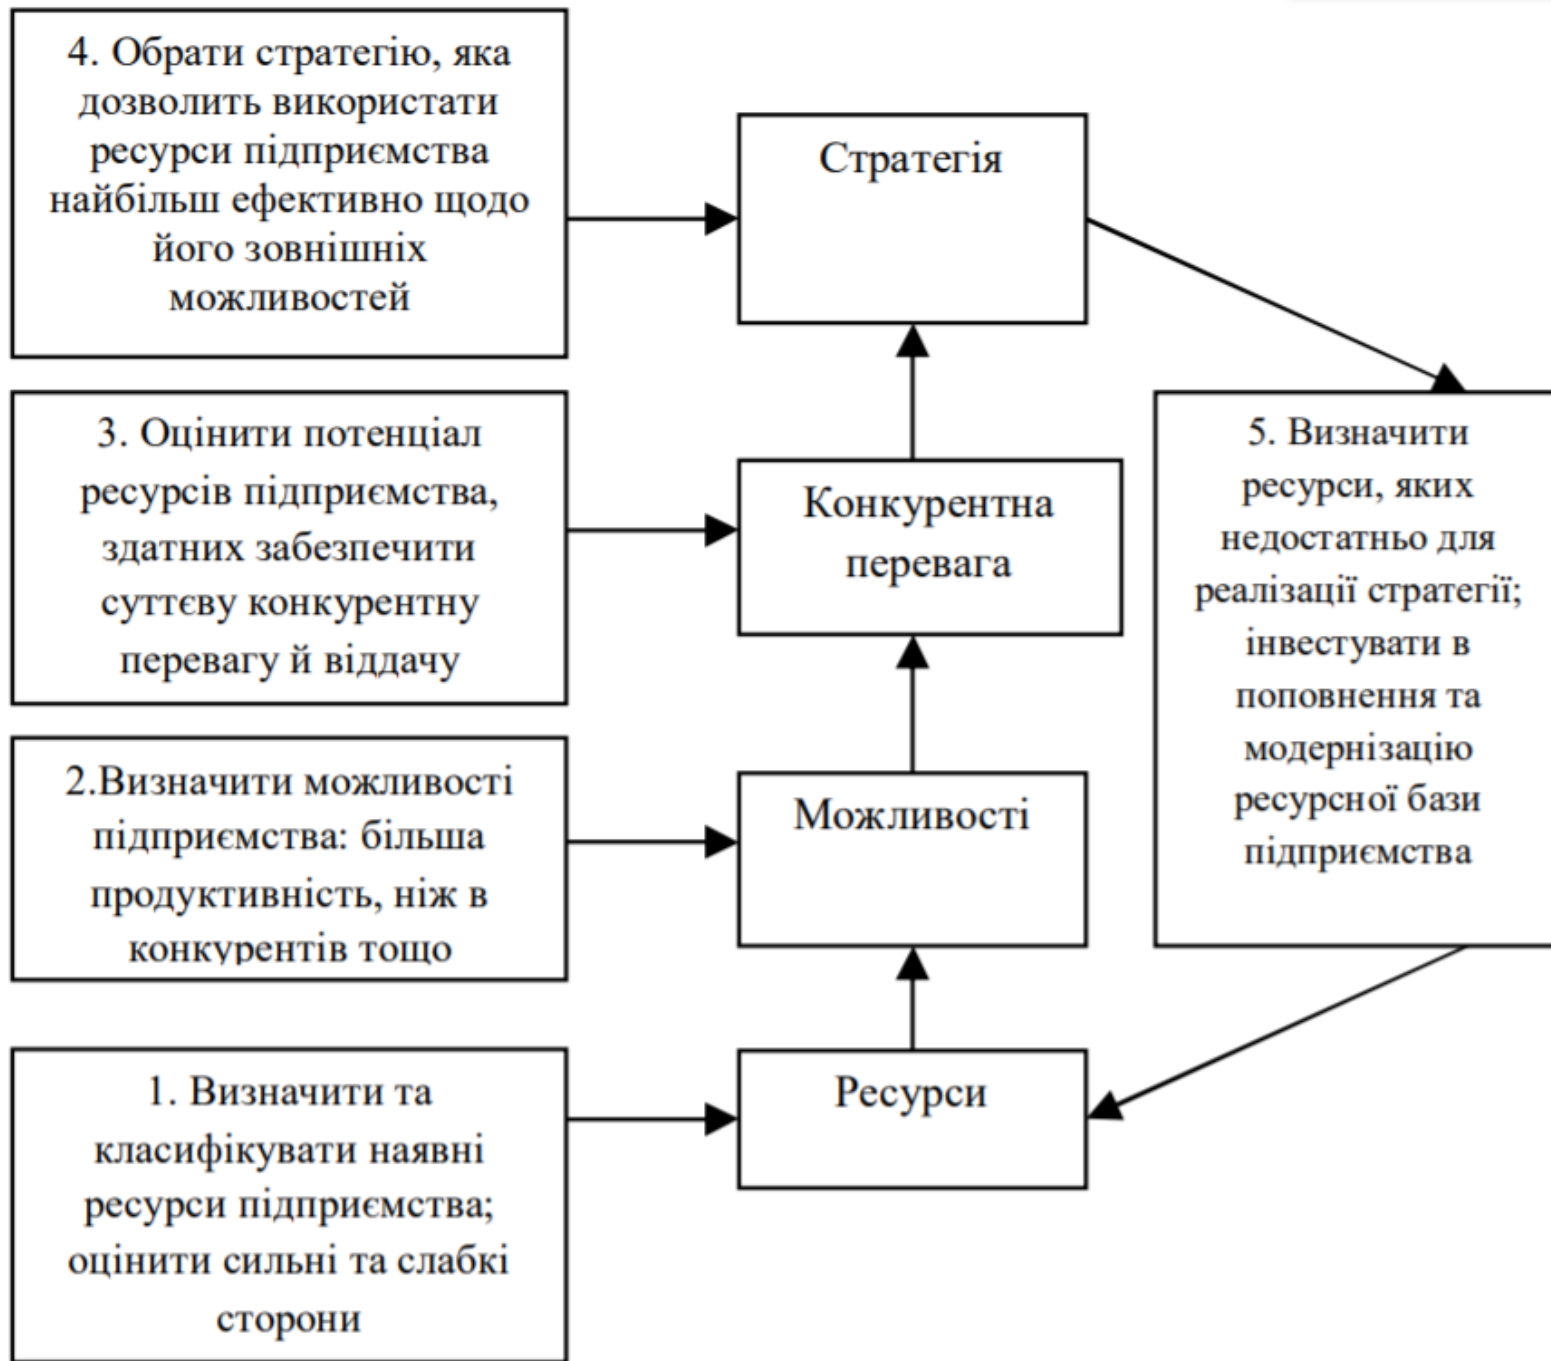 4. Обрати стратегію, яка
дозволить використати
ресурси підприємства
найбільш ефективно щодо
його зовнішніх
можливостей
Стратегія
3. Оцінити потенціал
ресурсів підприємства,
здатних забезпечити
суттєву конкурентну
перевагу й віддачу
Конкурентна
перевага
5. Визначити
ресурси, яких
недостатньо для
реалізації стратегії;
інвестувати в
поповнення та
модернізацію
ресурсної бази
підприємства
2.Визначити можливості
підприємства: більша
продуктивність, ніж в
конкурентів тощо
Можливості
1. Визначити та
класифікувати наявні
ресурси підприємства;
оцінити сильні та слабкі
сторони
Ресурси